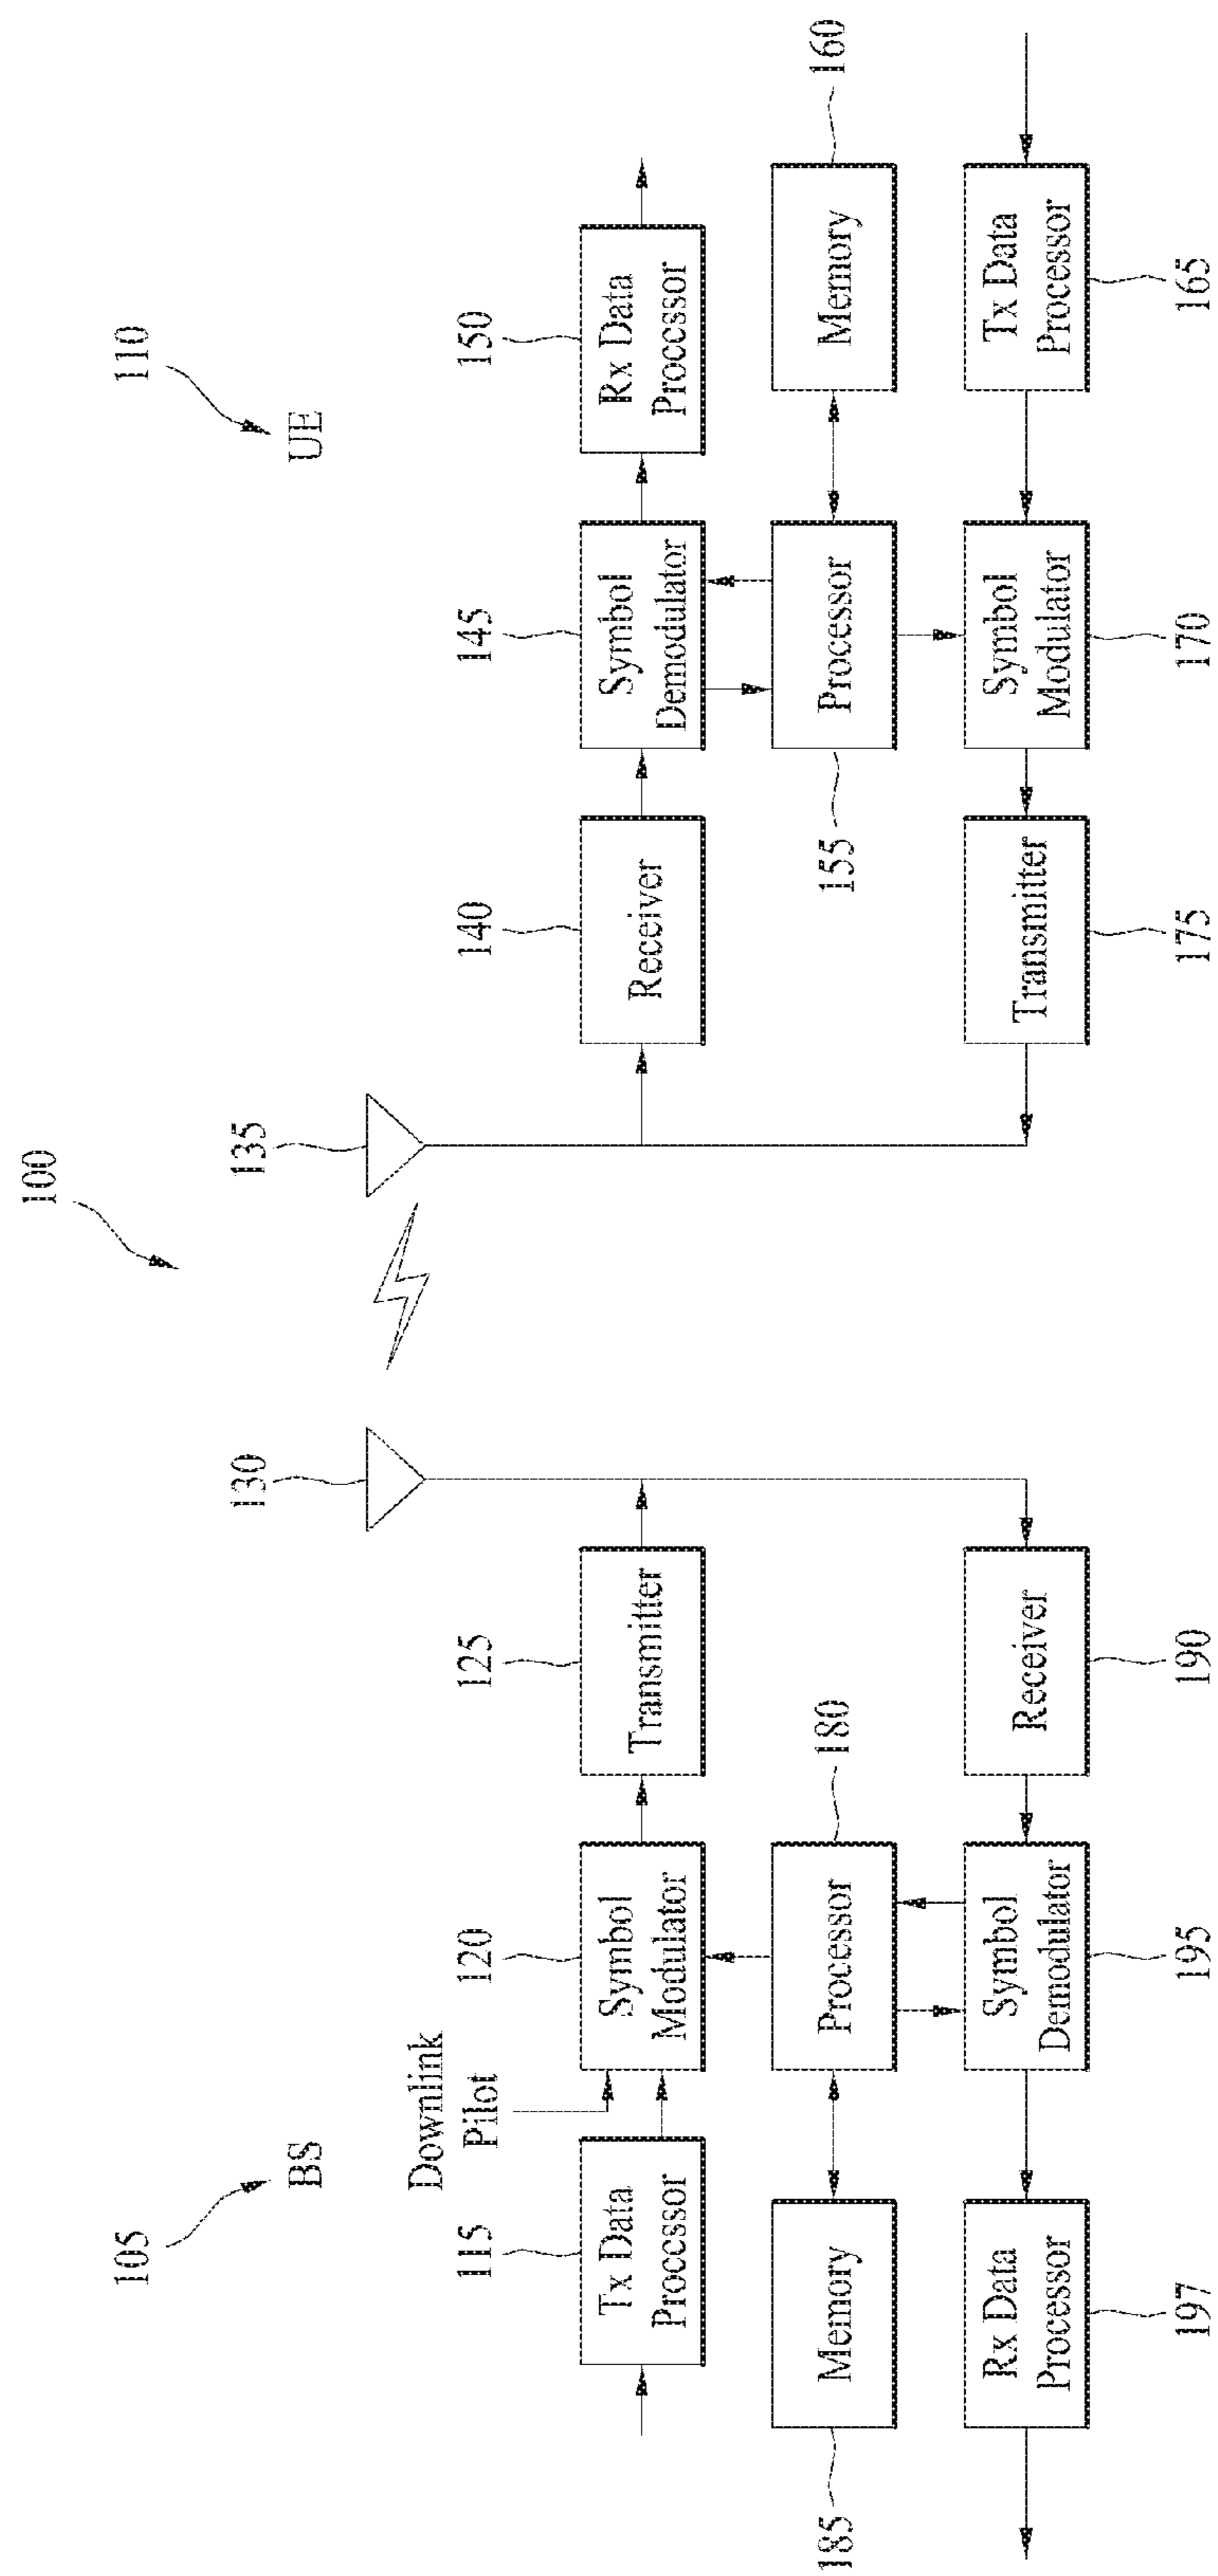 100
105
BS
110
UE
130
135
Downlink
Pilot
115
120
125
140
145
150
Tx Data
Processor
Symbol
Modulator
Transmitter
Receiver
Symbol
Demodulator
Rx Data
Processor
180
160
Memory
Processor
Processor
Memory
185
155
Rx Data
Processor
Symbol
Demodulator
Receiver
Transmitter
Symbol
Modulator
Tx Data
Processor
197
195
190
175
170
165